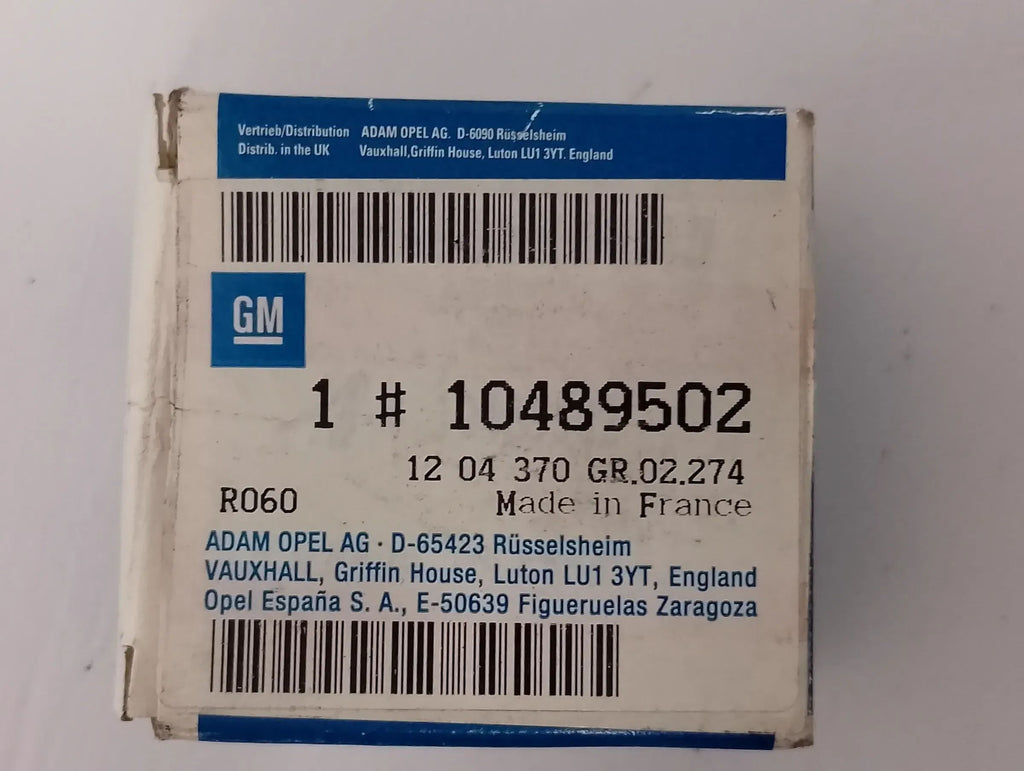 Vertrieb/Distribution ADAM OPEL AG. D-6090 Rüsselsheim
Distrib. in the UK Vauxhall,Griffin House, Luton LU1 3YT. England
GM
1 # 10489502
12 04 370 GR.02.274
R060 Made in France
ADAM OPEL AG · D-65423 Rüsselsheim
VAUXHALL, Griffin House, Luton LU1 3YT, England
Opel España S. A., E-50639 Figueruelas Zaragoza